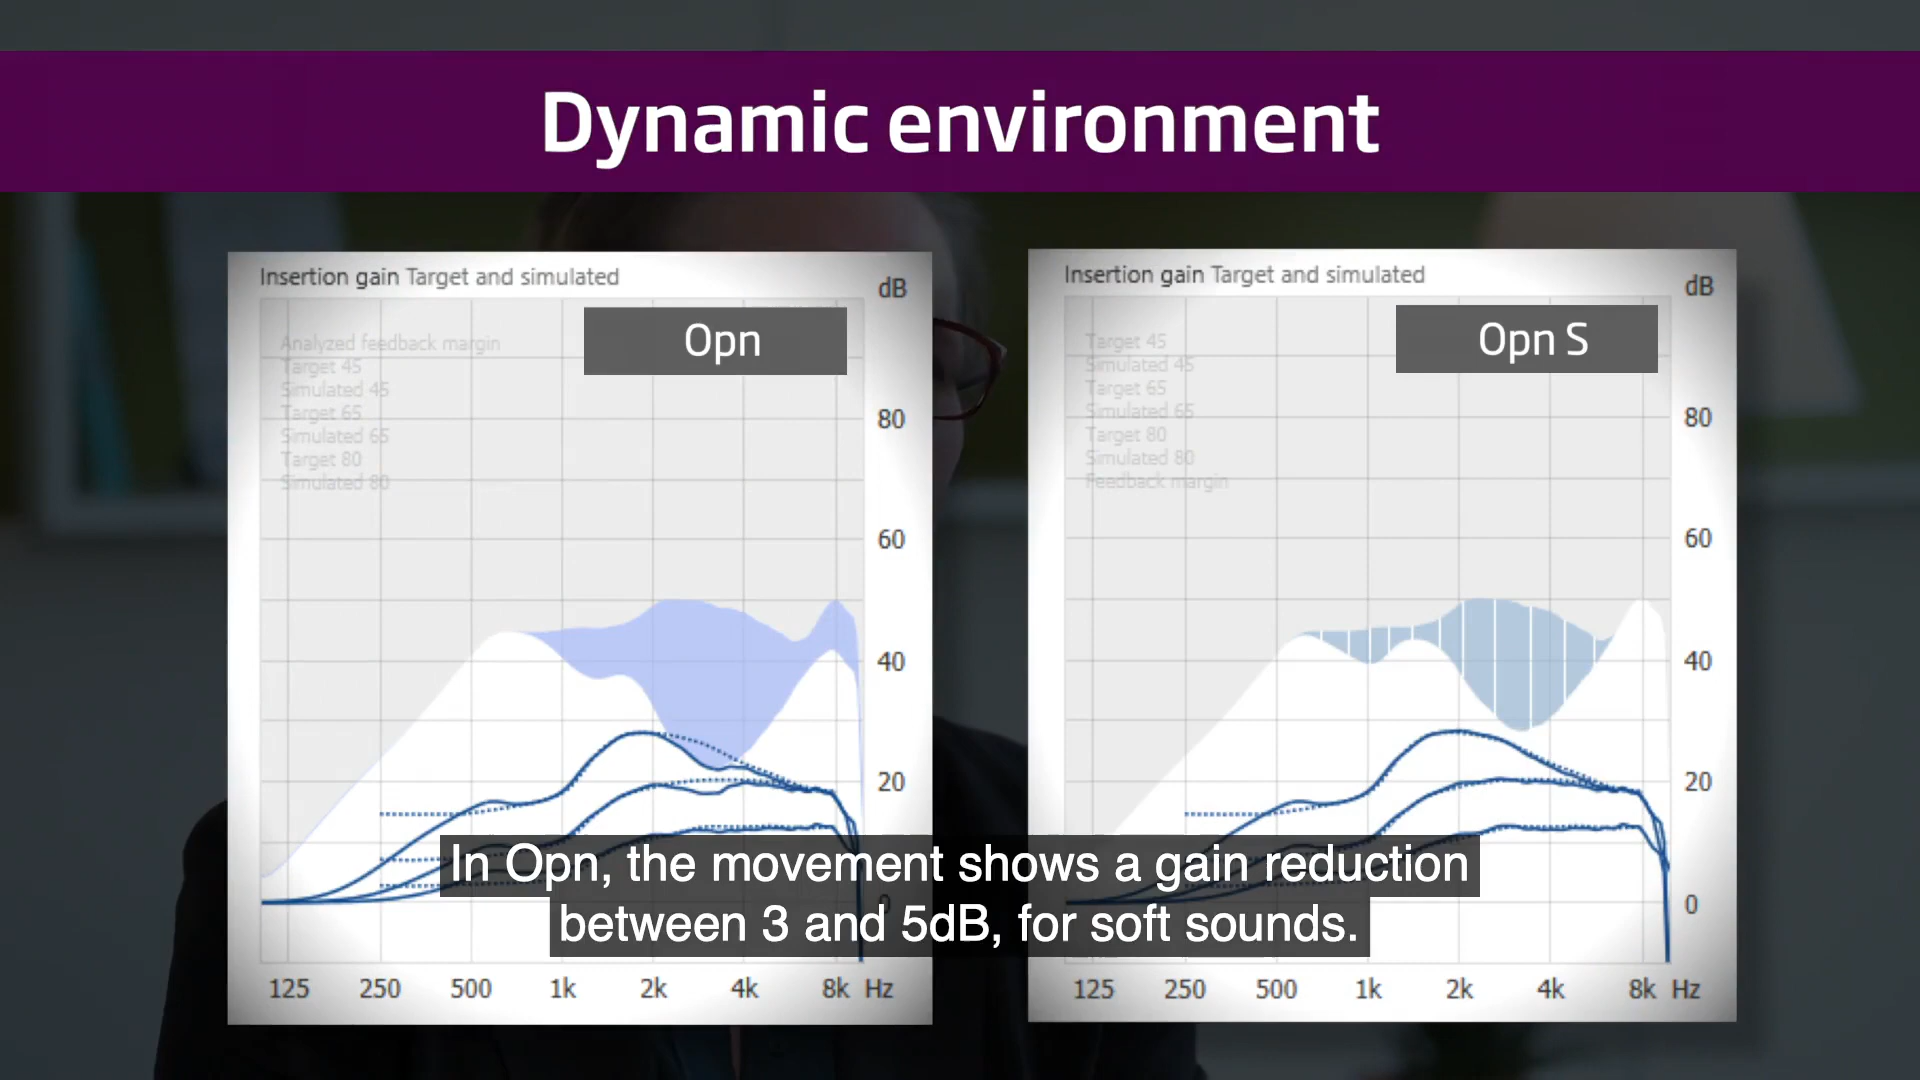 Dynamic environment
Insertion gain Target and simulated
dB
Opn
Analyzed feedback margin
Target 45
Simulated 45
Target 65
Simulated 65
Target 80
Simulated 80
80
60
40
20
0
125 250 500 1k 2k 4k 8k Hz
Insertion gain Target and simulated
dB
Opn S
Target 45
Simulated 45
Target 65
Simulated 65
Target 80
Simulated 80
Feedback margin
80
60
40
20
0
125 250 500 1k 2k 4k 8k Hz
In Opn, the movement shows a gain reduction
between 3 and 5dB, for soft sounds.